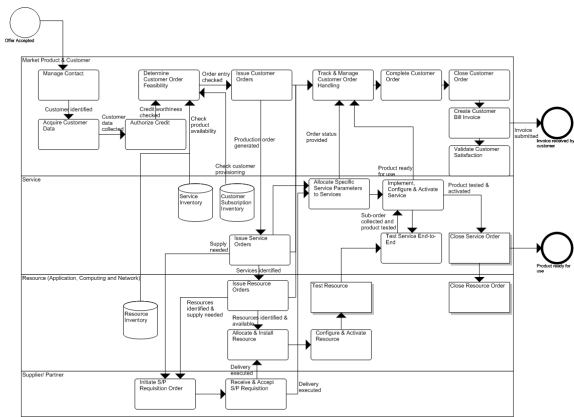 Offer Accepted
Market Product & Customer
Manage Contact
Determine
Customer Order
Feasibility
Order entry
checked
Issue Customer
Orders
Track & Manage
Customer Order
Handling
Complete Customer
Order
Close Customer
Order
Customer identified
Customer
data
collected
Credit worthiness
checked
Check
product
availability
Acquire Customer
Data
Authorize Credit
Create Customer
Bill Invoice
Invoice
submitted
Invoice received by
customer
Production order
generated
Order status
provided
Validate Customer
Satisfaction
Check customer
provisioning
Product ready
for use
Service
Allocate Specific
Service Parameters
to Services
Implement,
Configure & Activate
Service
Product tested &
activated
Service
Inventory
Customer
Subscription
Inventory
Sub-order
collected and
product tested
Supply
needed
Issue Service
Orders
Test Service End-to-
End
Close Service Order
Product ready for
use
Services identified
Resource (Application, Computing and Network)
Issue Resource
Orders
Test Resource
Close Resource Order
Resources
identified &
supply needed
Resource
Inventory
Resources identified &
available
Allocate & Install
Resource
Configure & Activate
Resource
Supplier/ Partner
Delivery
executed
Initiate S/P
Requisition Order
Receive & Accept
S/P Requisition
Delivery
executed